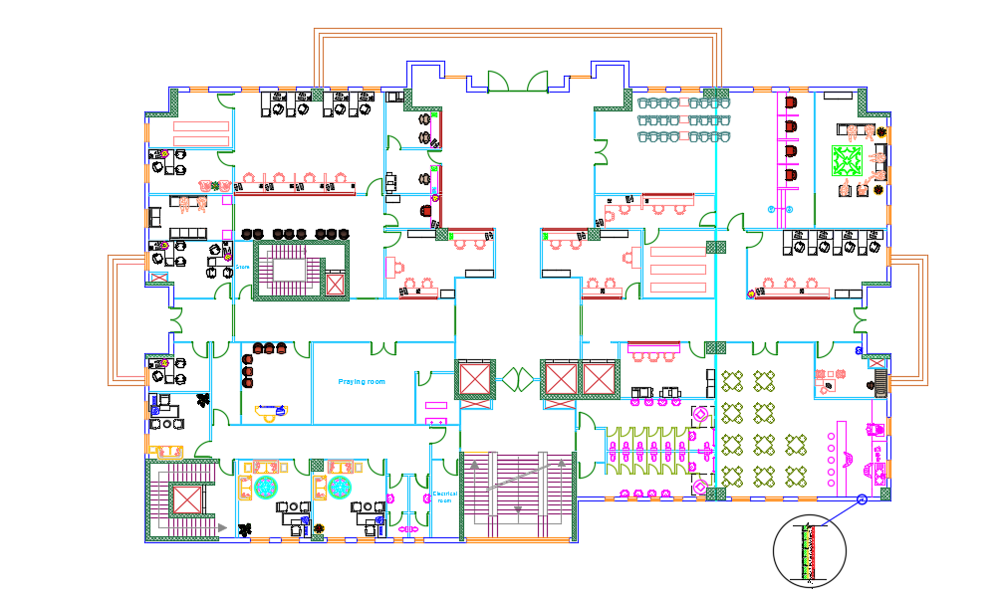 Store
Praying room
Electrical
room